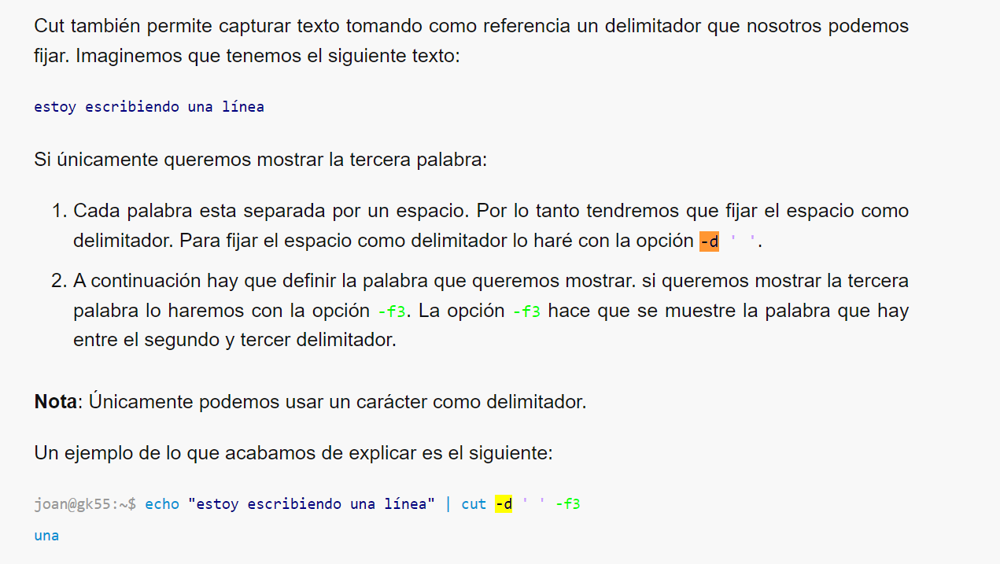 Cut también permite capturar texto tomando como referencia un delimitador que nosotros podemos
fijar. Imaginemos que tenemos el siguiente texto:
estoy escribiendo una línea
Si únicamente queremos mostrar la tercera palabra:
1. Cada palabra esta separada por un espacio. Por lo tanto tendremos que fijar el espacio como
delimitador. Para fijar el espacio como delimitador lo haré con la opción -d ' '.
2. A continuación hay que definir la palabra que queremos mostrar. si queremos mostrar la tercera
palabra lo haremos con la opción -f3. La opción -f3 hace que se muestre la palabra que hay
entre el segundo y tercer delimitador.
Nota: Únicamente podemos usar un carácter como delimitador.
Un ejemplo de lo que acabamos de explicar es el siguiente:
joan@gk55:~$ echo "estoy escribiendo una línea" | cut -d ' ' -f3
una